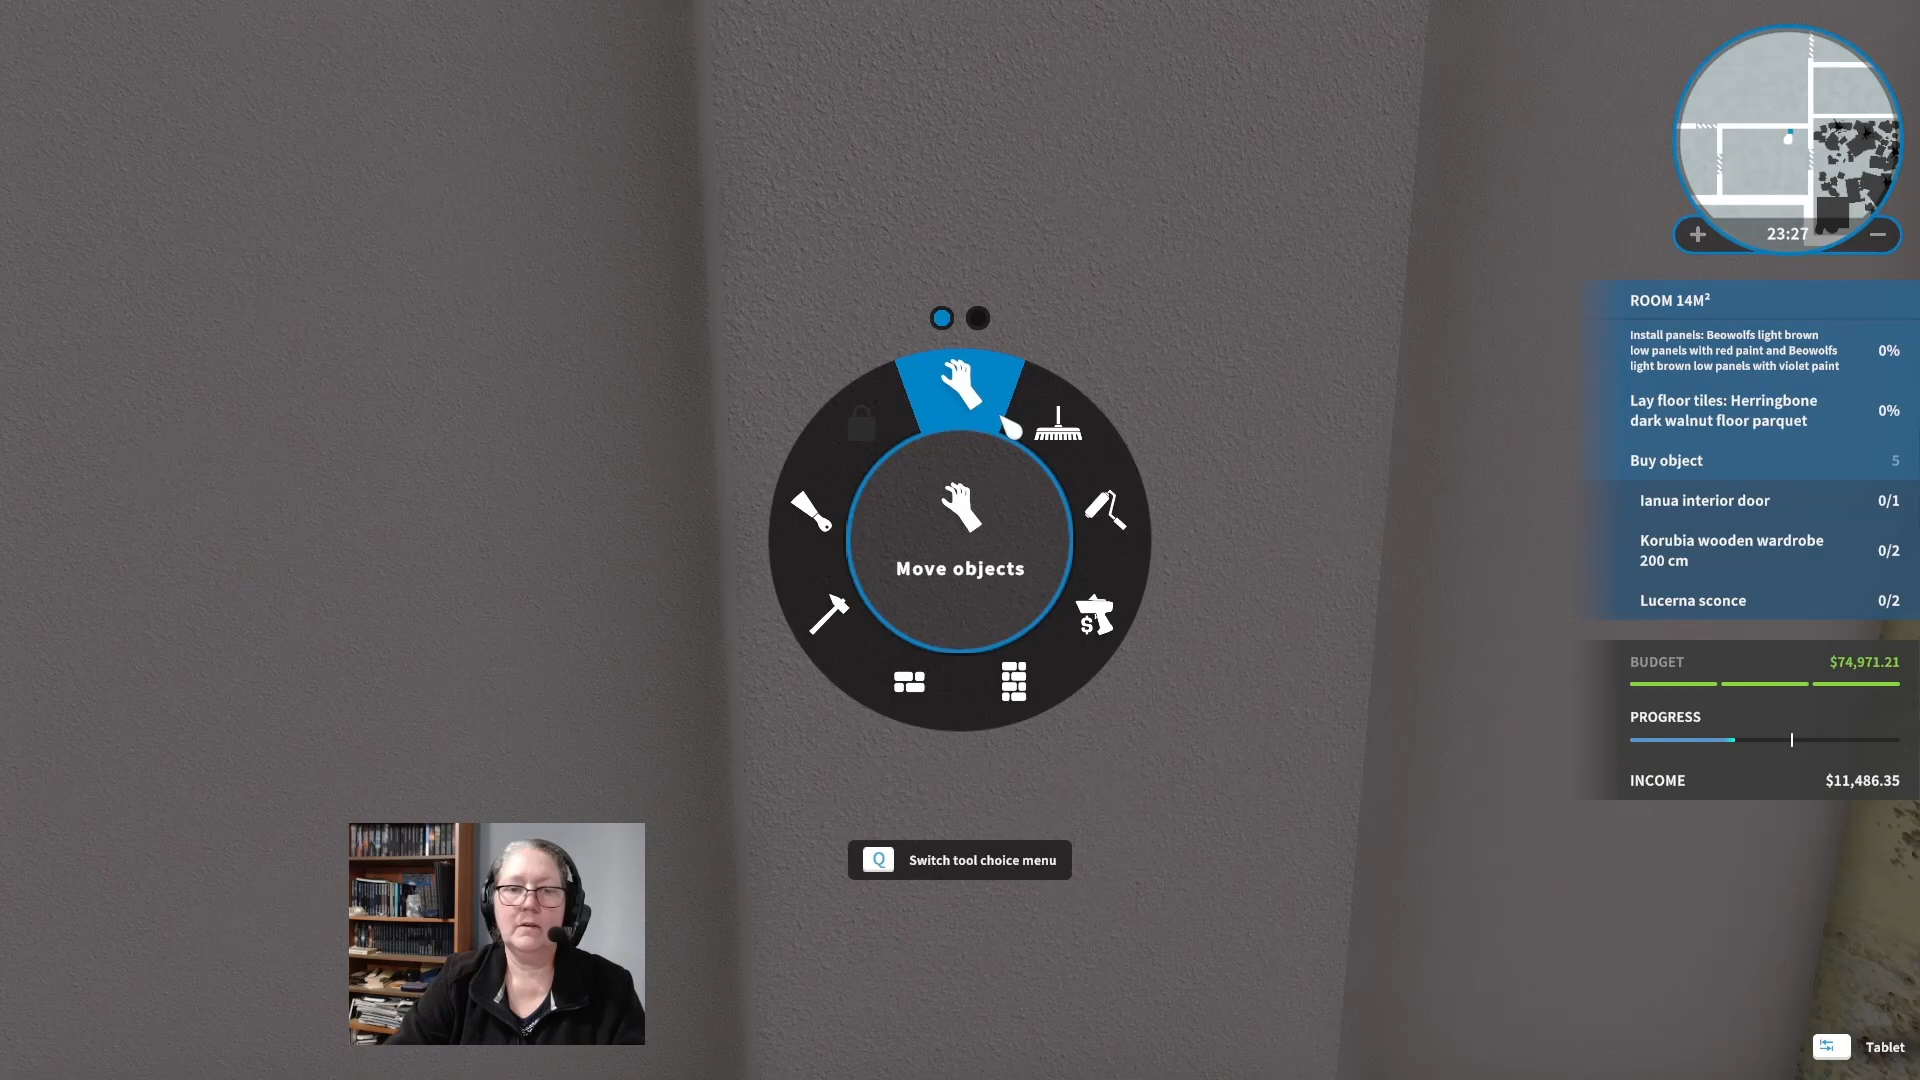 23:27
ROOM 14M²
Install panels: Beowolfs light brown
low panels with red paint and Beowolfs
light brown low panels with violet paint
0%
Lay floor tiles: Herringbone
dark walnut floor parquet
0%
Buy object 5
Ianua interior door 0/1
Korubia wooden wardrobe
200 cm
0/2
Lucerna sconce 0/2
BUDGET $74,971.21
PROGRESS
INCOME $11,486.35
$
Move objects
Q Switch tool choice menu
Tablet